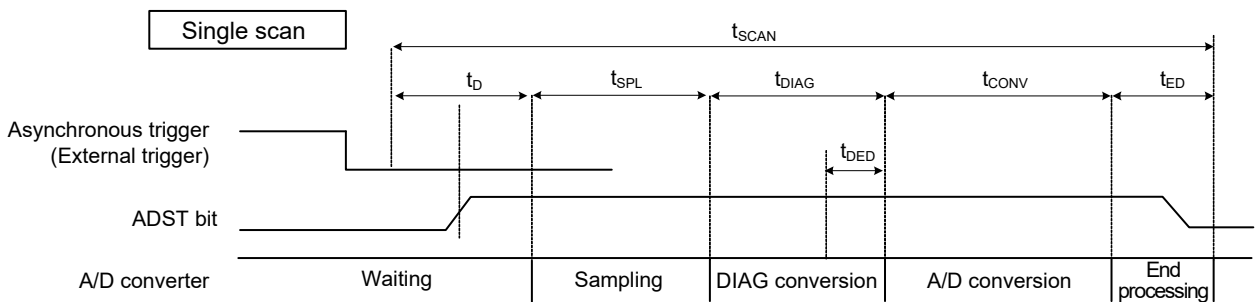 Single scan
tSCAN
tD
tSPL
tDIAG
tCONV
tED
Asynchronous trigger
(External trigger)
tDED
ADST bit
A/D converter
Waiting
Sampling
DIAG conversion
A/D conversion
End
processing